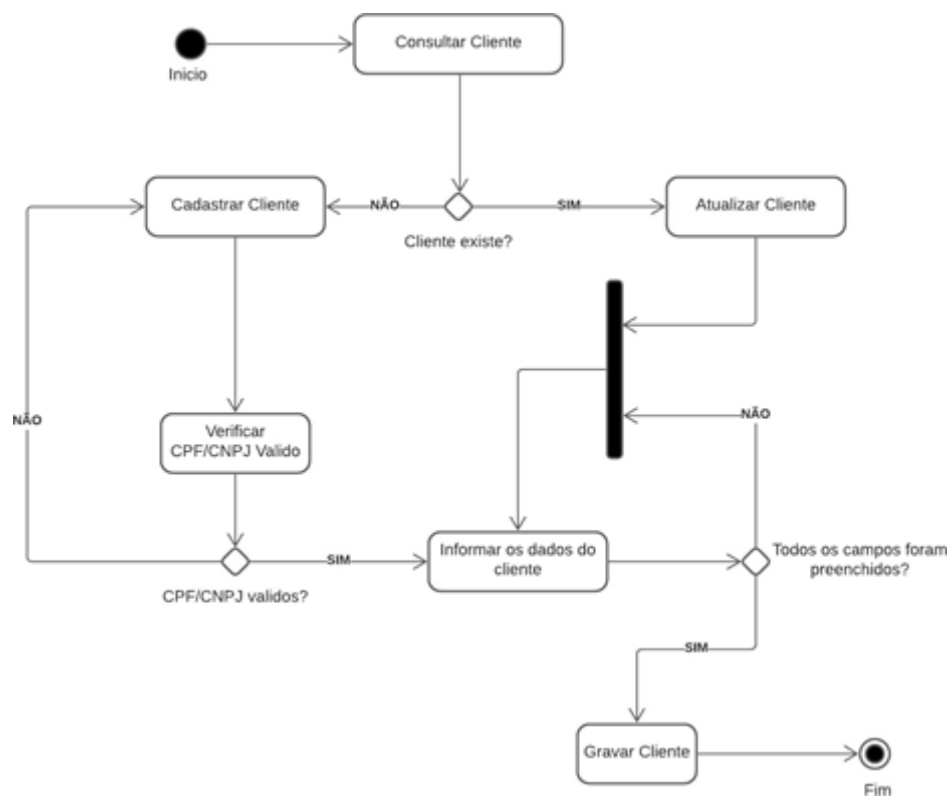 Consultar Cliente
Inicio
Cadastrar Cliente
NÃO
SIM
Atualizar Cliente
Cliente existe?
NÃO
NÃO
Verificar
CPF/CNPJ Valido
SIM
Informar os dados do
cliente
Todos os campos foram
preenchidos?
CPF/CNPJ validos?
SIM
Gravar Cliente
Fim